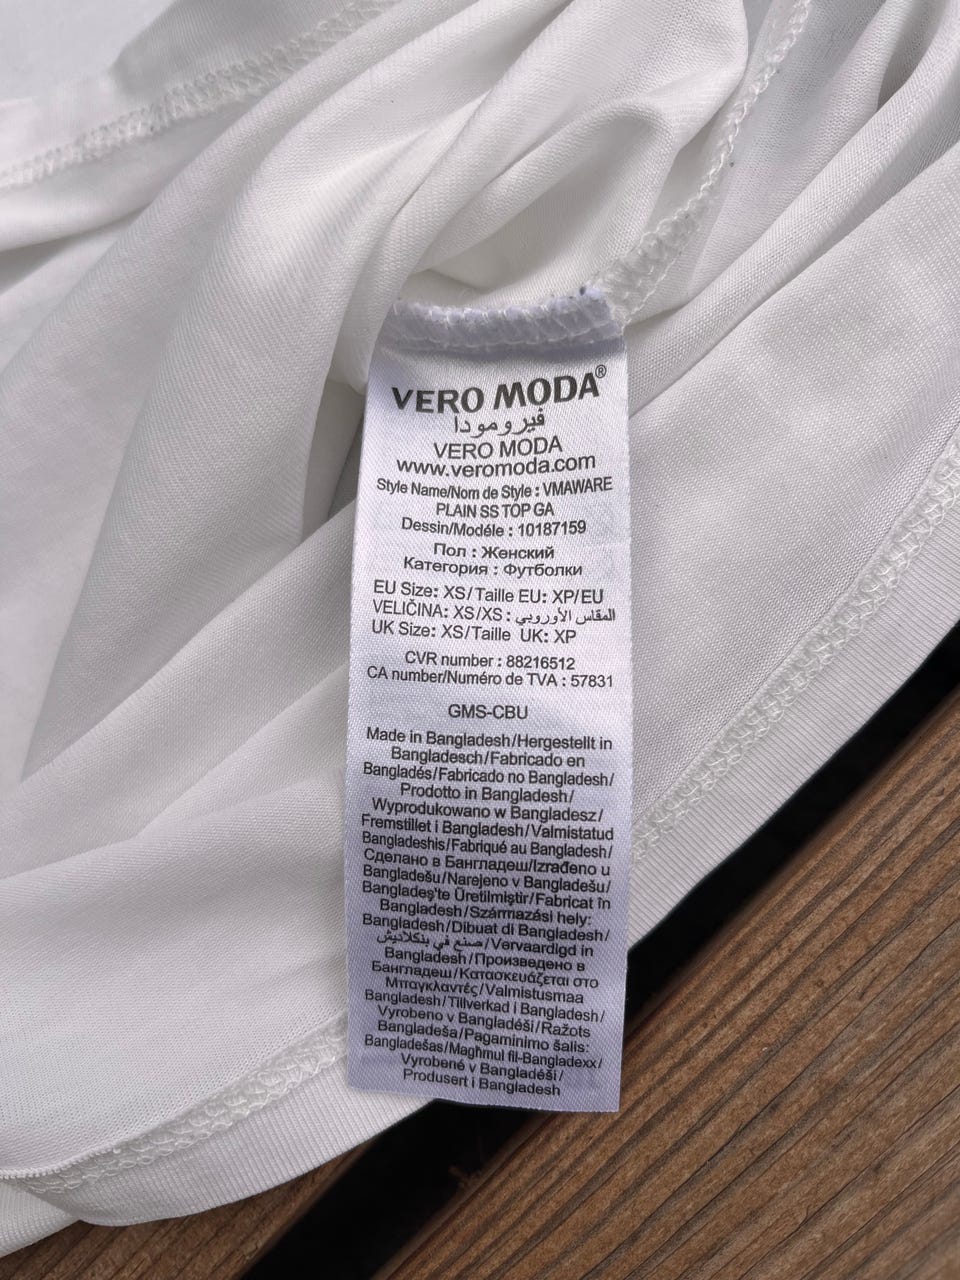 VERO MODA®
فيرومودا
VERO MODA
www.veromoda.com
Style Name/Nom de Style : VMAWARE
PLAIN SS TOP GA
Dessin/Modéle : 10187159
Пол : Женский
Категория : Футболки
EU Size: XS/Taille EU: XP/EU
VELIČINA: XS/XS : المقاس الأوروبي
UK Size: XS/Taille UK: XP
CVR number : 88216512
CA number/Numéro de TVA : 57831
GMS-CBU
Made in Bangladesh/Hergestellt in
Bangladesch/Fabricado en
Bangladés/Fabricado no Bangladesh/
Prodotto in Bangladesh/
Wyprodukowano w Bangladesz/
Fremstillet i Bangladesh/Valmistatud
Bangladeshis/Fabriqué au Bangladesh/
Сделано в Бангладеш/Izrađeno u
Bangladešu/Narejeno v Bangladešu/
Bangladeş'te Üretilmiştir/Fabricat în
Bangladesh/Származási hely:
Bangladesh/Dibuat di Bangladesh/
صنع في بنكلاديش/Vervaardigd in
Bangladesh/Произведено в
Бангладеш/Κατασκευάζεται στο
Μπαγκλαντές/Valmistusmaa
Bangladesh/Tillverkad i Bangladesh/
Vyrobeno v Bangladéši/Ražots
Bangladeša/Pagaminimo šalis:
Bangladešas/Magħmul fil-Bangladexx/
Vyrobené v Bangladéši/
Produsert i Bangladesh